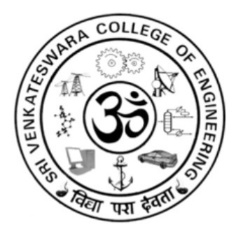 SRI VENKATESWARA COLLEGE OF ENGINEERING
ॐ
विद्या परा देवता